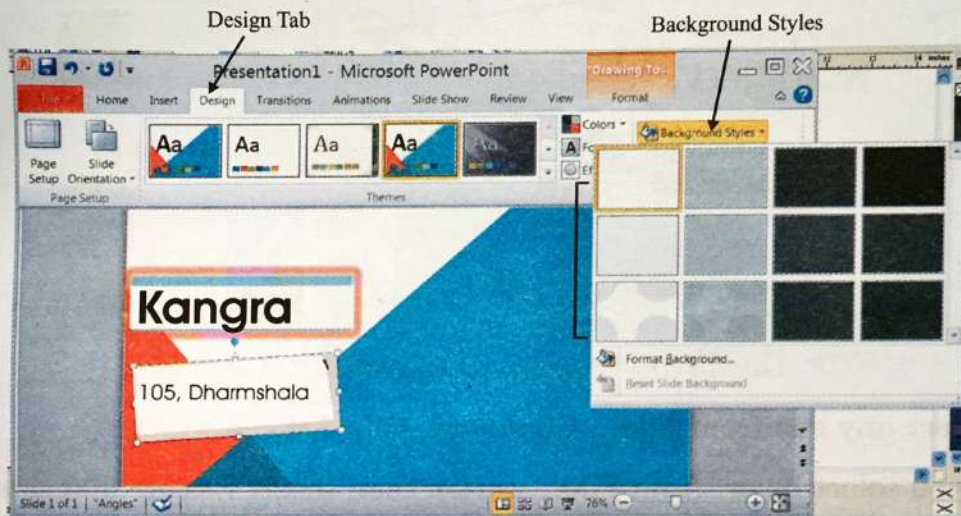 Design Tab
Background Styles
Presentation1 - Microsoft PowerPoint
Drawing To...
Home Insert Design Transitions Animations Slide Show Review View Format
Page Setup
Slide Orientation
Page Setup
Aa Aa Aa Aa Aa
Themes
Colors
Background Styles
Format Background...
Reset Slide Background
Kangra
105, Dharmshala
Slide 1 of 1 "Angles" 76%
inches